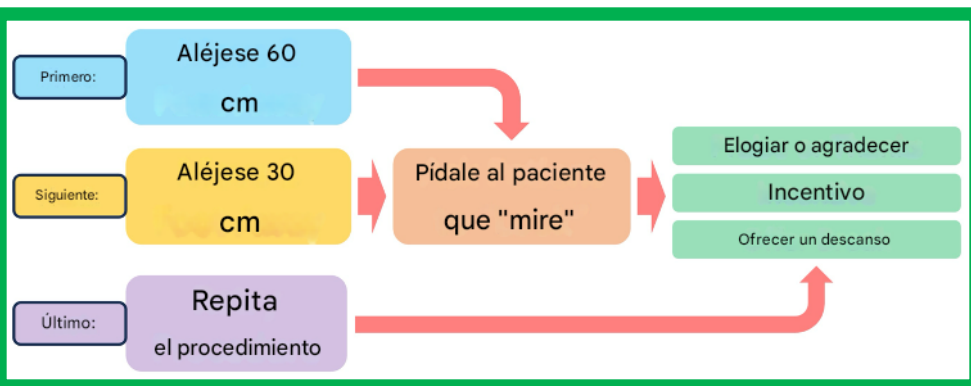 Primero:
Aléjese 60
cm
Siguiente:
Aléjese 30
cm
Pídale al paciente
que "mire"
Elogiar o agradecer
Incentivo
Ofrecer un descanso
Último:
Repita
el procedimiento